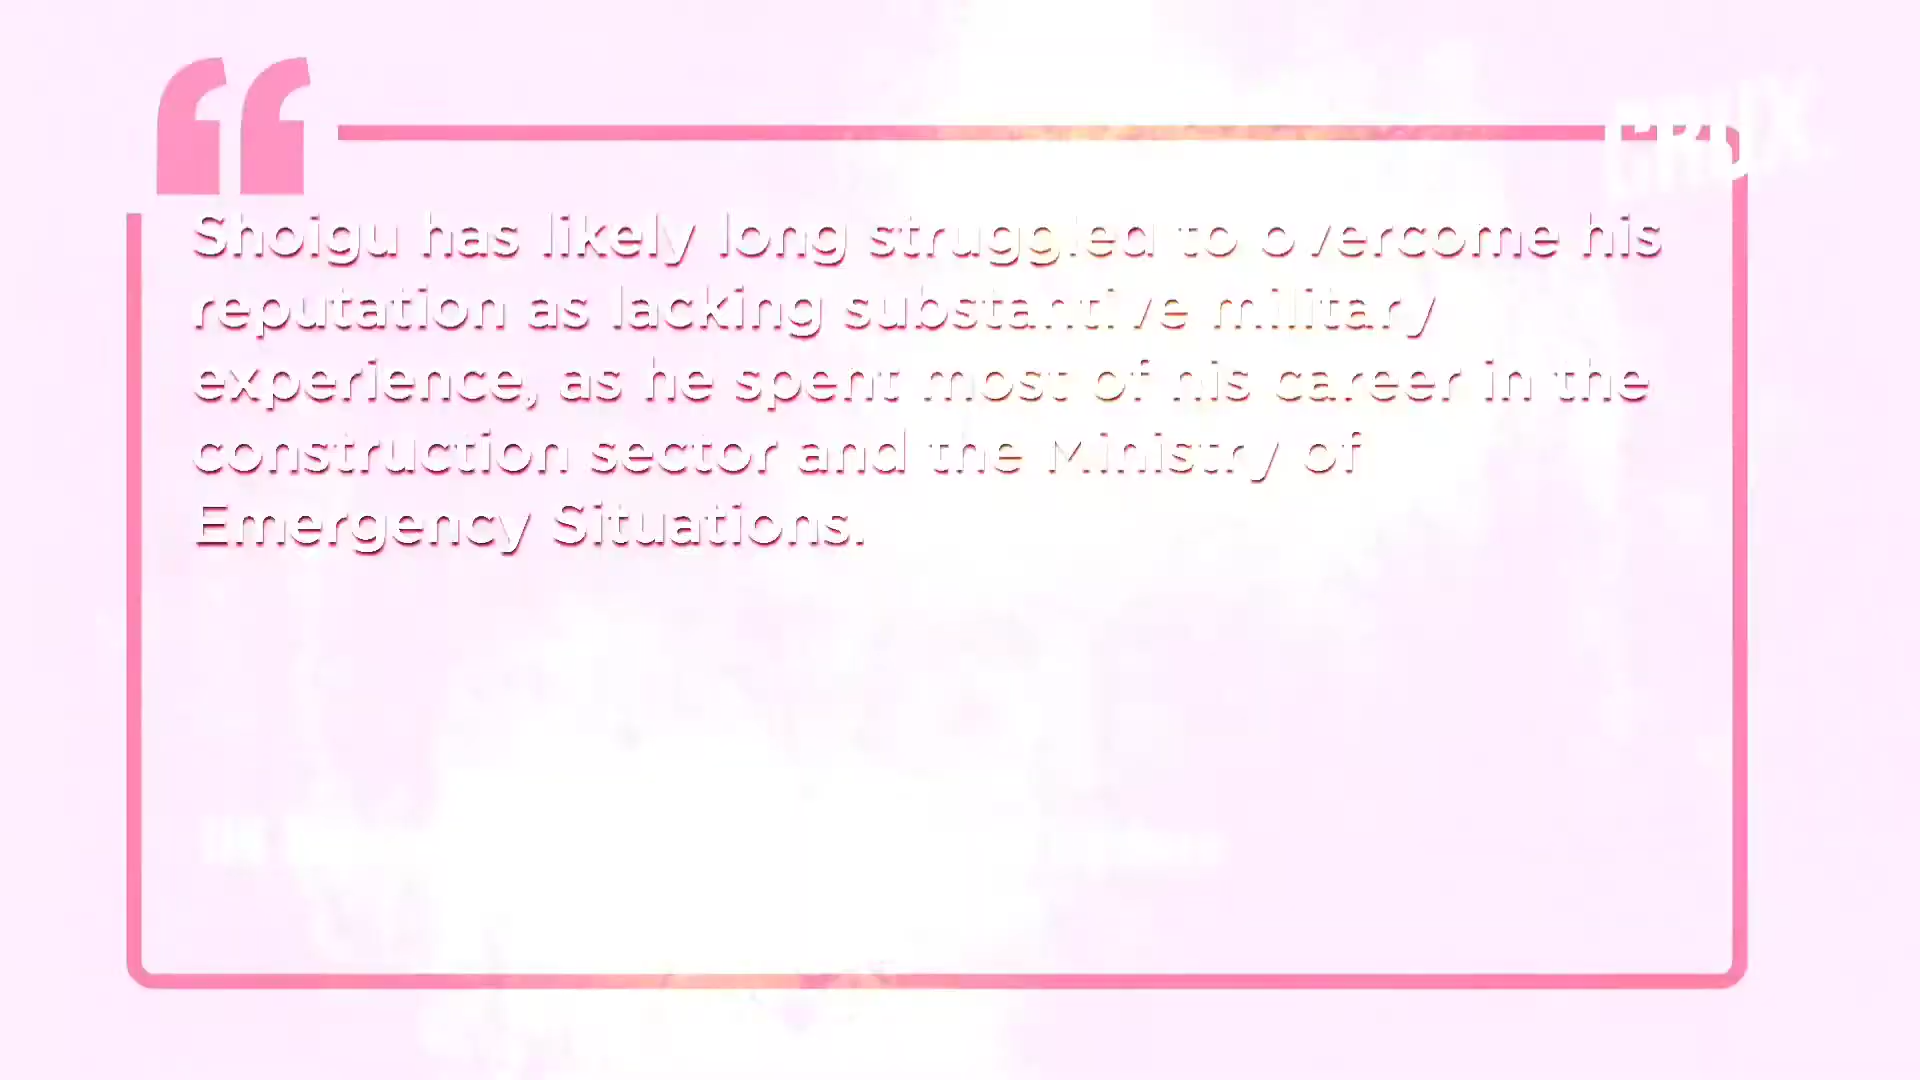 CRUX
Shoigu has likely long struggled to overcome his
reputation as lacking substantive military
experience, as he spent most of his career in the
construction sector and the Ministry of
Emergency Situations.